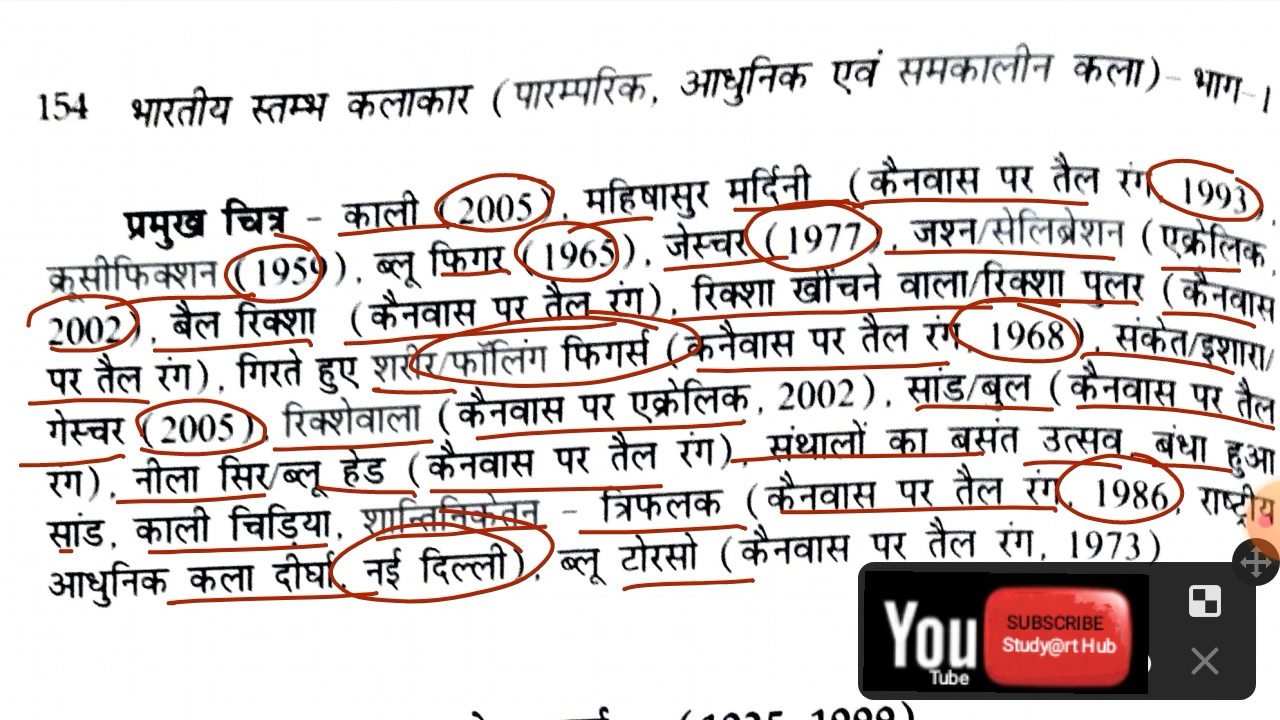 154 भारतीय स्तम्भ कलाकार (पारम्परिक, आधुनिक एवं समकालीन कला)- भाग-।
प्रमुख चित्र - काली (2005), महिषासुर मर्दिनी (कैनवास पर तैल रंग, 1993),
क्रूसीफिक्शन (1959), ब्लू फिगर (1965), जेस्चर (1977), जश्न/सेलिब्रेशन (एक्रेलिक,
2002), बैल रिक्शा (कैनवास पर तैल रंग), रिक्शा खींचने वाला/रिक्शा पुलर (कैनवास
पर तैल रंग), गिरते हुए शरीर/फॉलिंग फिगर्स (कनैवास पर तैल रंग, 1968), संकेत/इशारा/
गेस्चर (2005), रिक्शेवाला (कैनवास पर एक्रेलिक, 2002), सांड/बुल (कैनवास पर तैल
रंग), नीला सिर/ब्लू हेड (कैनवास पर तैल रंग), संथालों का बसंत उत्सव, बंधा हुआ
सांड, काली चिड़िया, शान्तिनिकेतन - त्रिफलक (कैनवास पर तैल रंग, 1986, राष्ट्रीय
आधुनिक कला दीर्घा, नई दिल्ली), ब्लू टोरसो (कैनवास पर तैल रंग, 1973)
You
Tube
SUBSCRIBE
Study@rt Hub